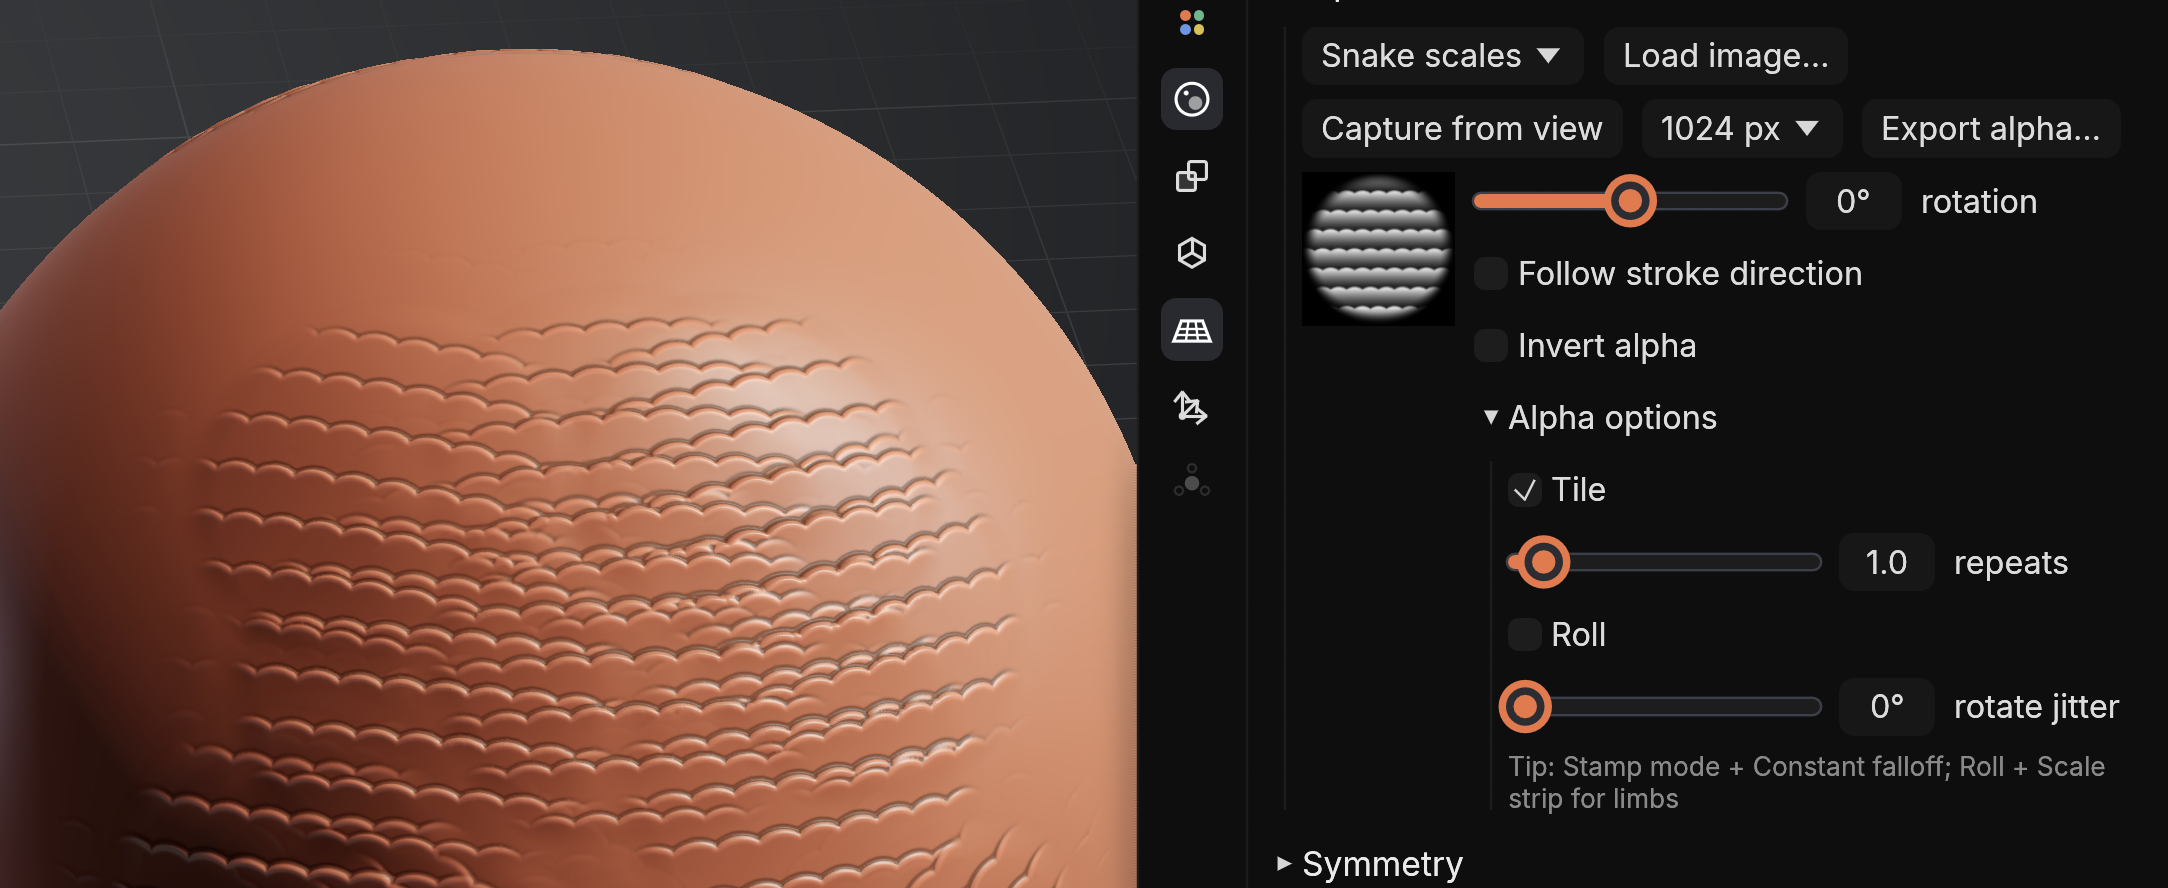 Snake scales
Load image...
Capture from view
1024 px
Export alpha...
0° rotation
Follow stroke direction
Invert alpha
Alpha options
Tile
1.0 repeats
Roll
0° rotate jitter
Tip: Stamp mode + Constant falloff; Roll + Scale
strip for limbs
Symmetry